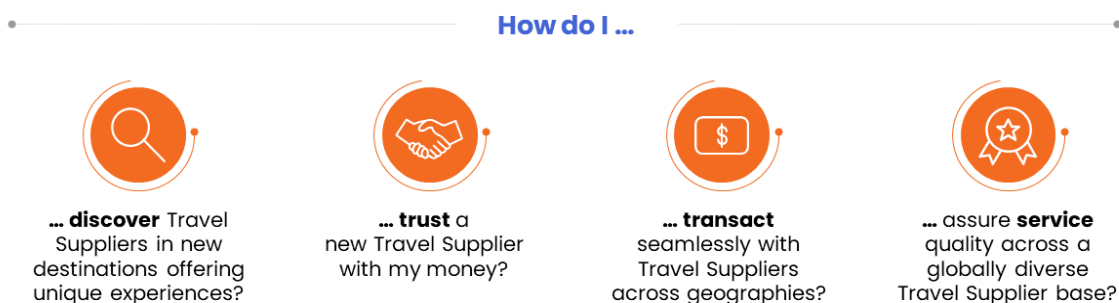 How do I ...
... discover Travel
Suppliers in new
destinations offering
unique experiences?
... trust a
new Travel Supplier
with my money?
$
... transact
seamlessly with
Travel Suppliers
across geographies?
... assure service
quality across a
globally diverse
Travel Supplier base?